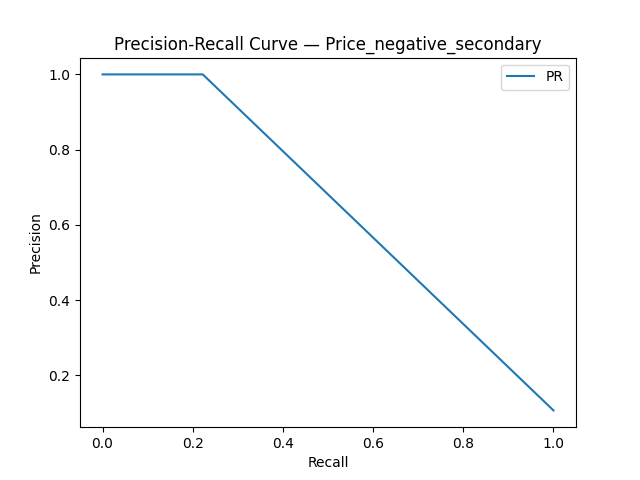 Precision-Recall Curve — Price_negative_secondary
PR
1.0
0.8
0.6
0.4
0.2
Precision
0.0 0.2 0.4 0.6 0.8 1.0
Recall